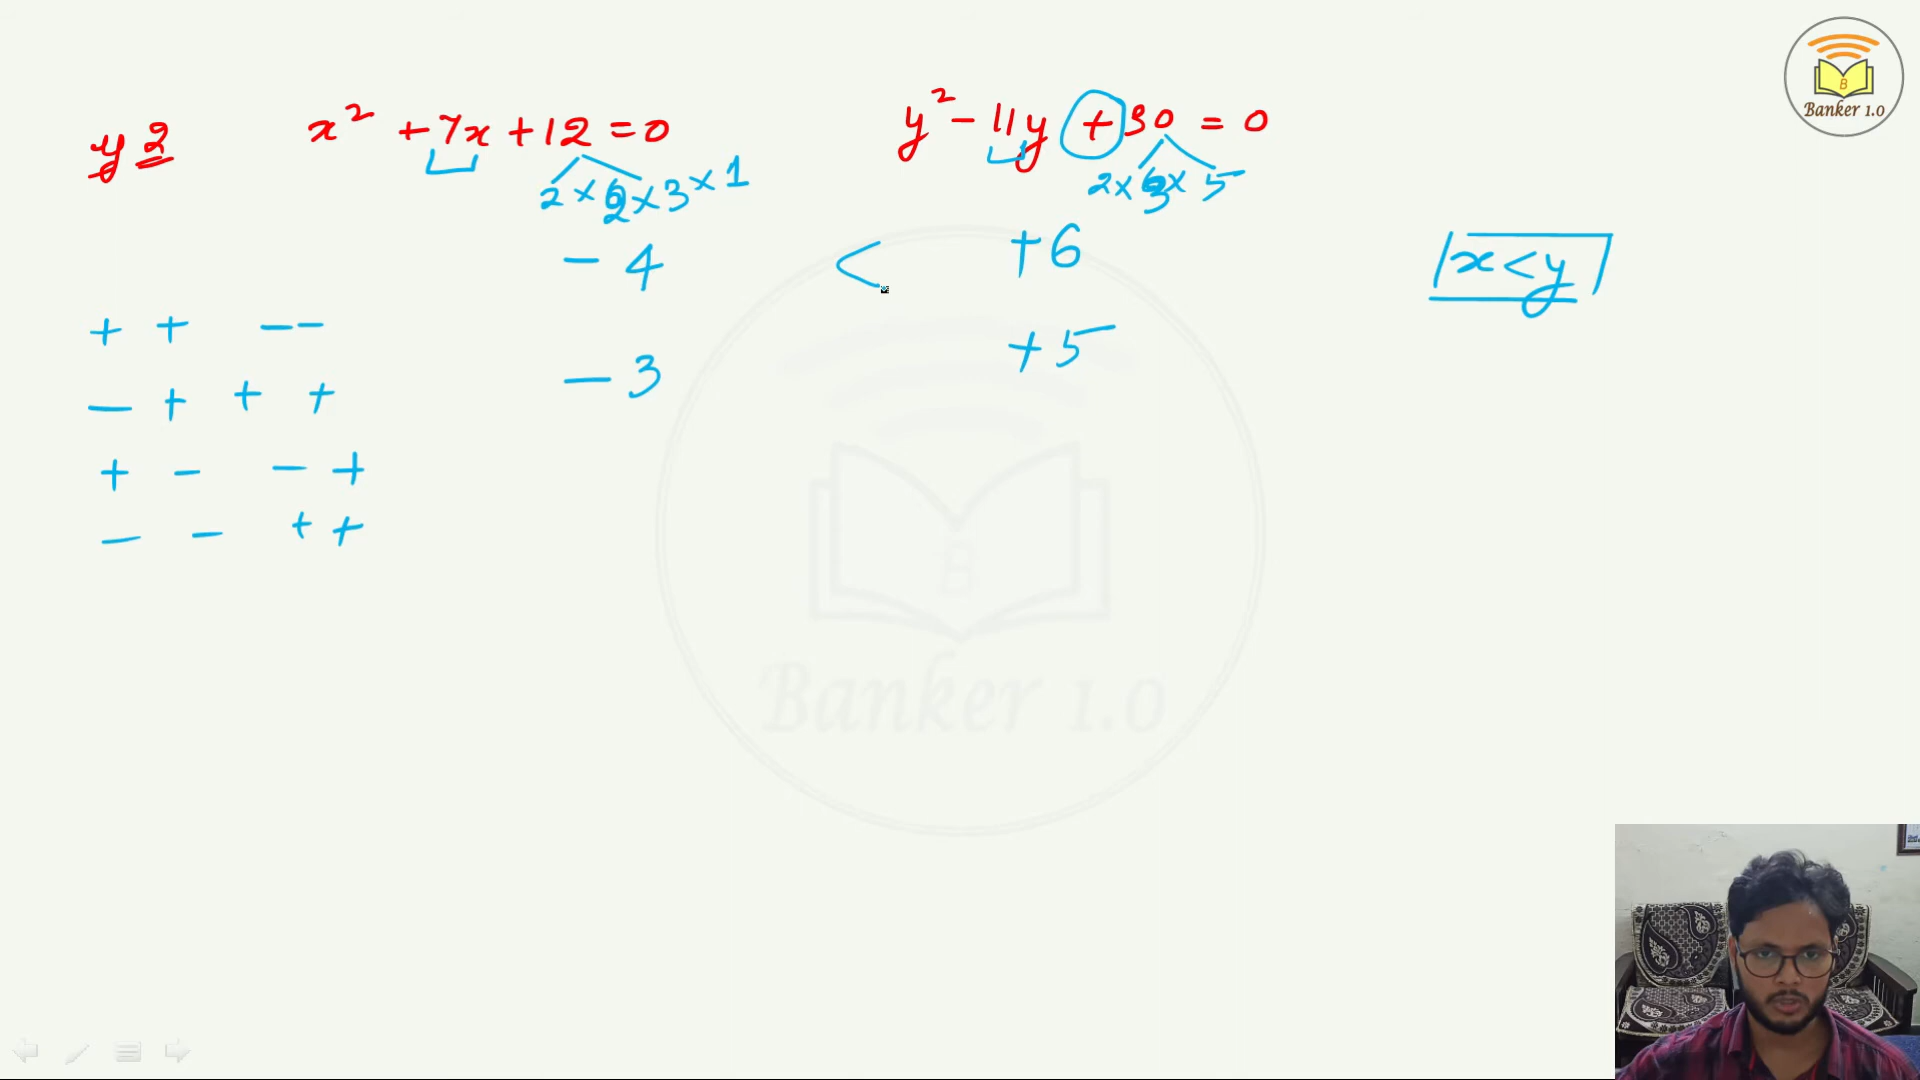 Banker 1.0
y 2
x² + 7x + 12 = 0
y² - 11y + 30 = 0
2 × 2 × 3 × 1
2 × 3 × 5
- 4 < + 6
x < y
+ + - -
- 3
+ 5
- + + +
+ - - +
- - + +
B
Banker 1.0